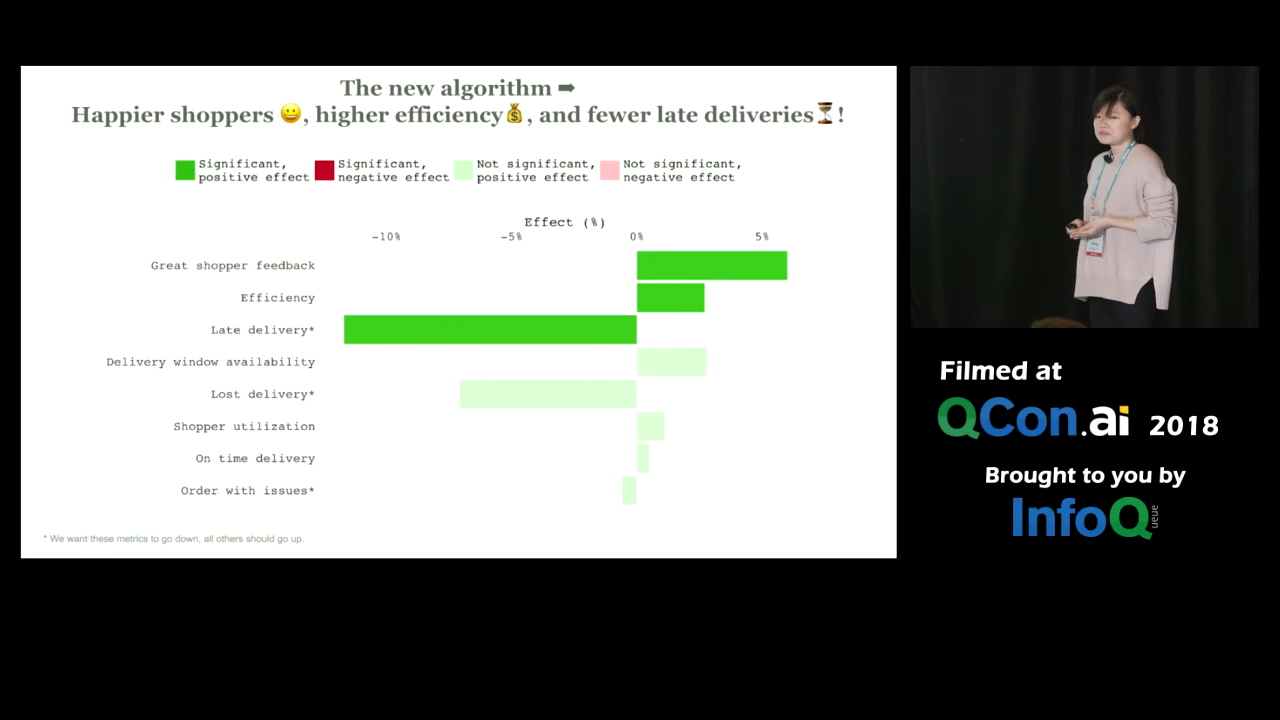 The new algorithm ➡
Happier shoppers 😀, higher efficiency💰, and fewer late deliveries⏳!
Significant, positive effect
Significant, negative effect
Not significant, positive effect
Not significant, negative effect
Effect (%)
-10% -5% 0% 5%
Great shopper feedback
Efficiency
Late delivery*
Delivery window availability
Lost delivery*
Shopper utilization
On time delivery
Order with issues*
* We want these metrics to go down, all others should go up.
Filmed at
QCon.ai 2018
Brought to you by
InfoQueue